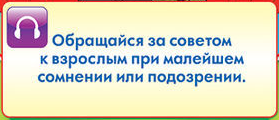 Обращайся за советом
к взрослым при малейшем
сомнении или подозрении.